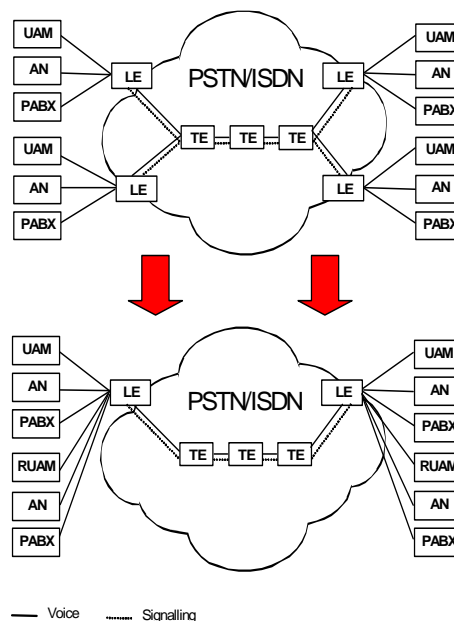 UAM
AN
PABX
UAM
AN
PABX
LE
LE
PSTN/ISDN
TE TE TE
LE
LE
UAM
AN
PABX
UAM
AN
PABX
UAM
AN
PABX
RUAM
AN
PABX
LE
PSTN/ISDN
LE
TE TE TE
UAM
AN
PABX
RUAM
AN
PABX
Voice Signalling